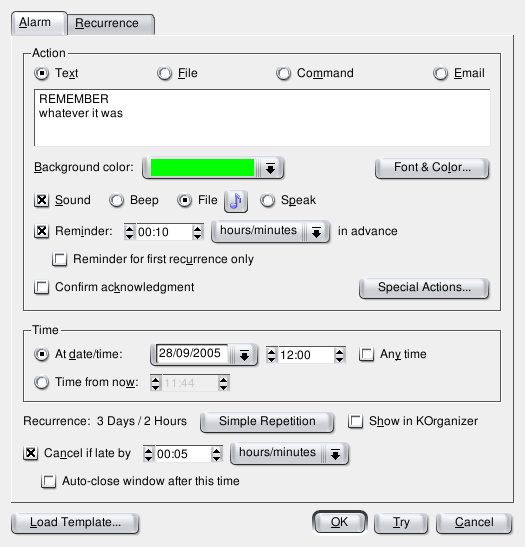 Alarm Recurrence
Action
Text File Command Email
REMEMBER
whatever it was
Background color: Font & Color...
Sound Beep File Speak
Reminder: 00:10 hours/minutes in advance
Reminder for first recurrence only
Confirm acknowledgment Special Actions...
Time
At date/time: 28/09/2005 12:00 Any time
Time from now: 11:44
Recurrence: 3 Days / 2 Hours Simple Repetition Show in KOrganizer
Cancel if late by 00:05 hours/minutes
Auto-close window after this time
Load Template... OK Try Cancel